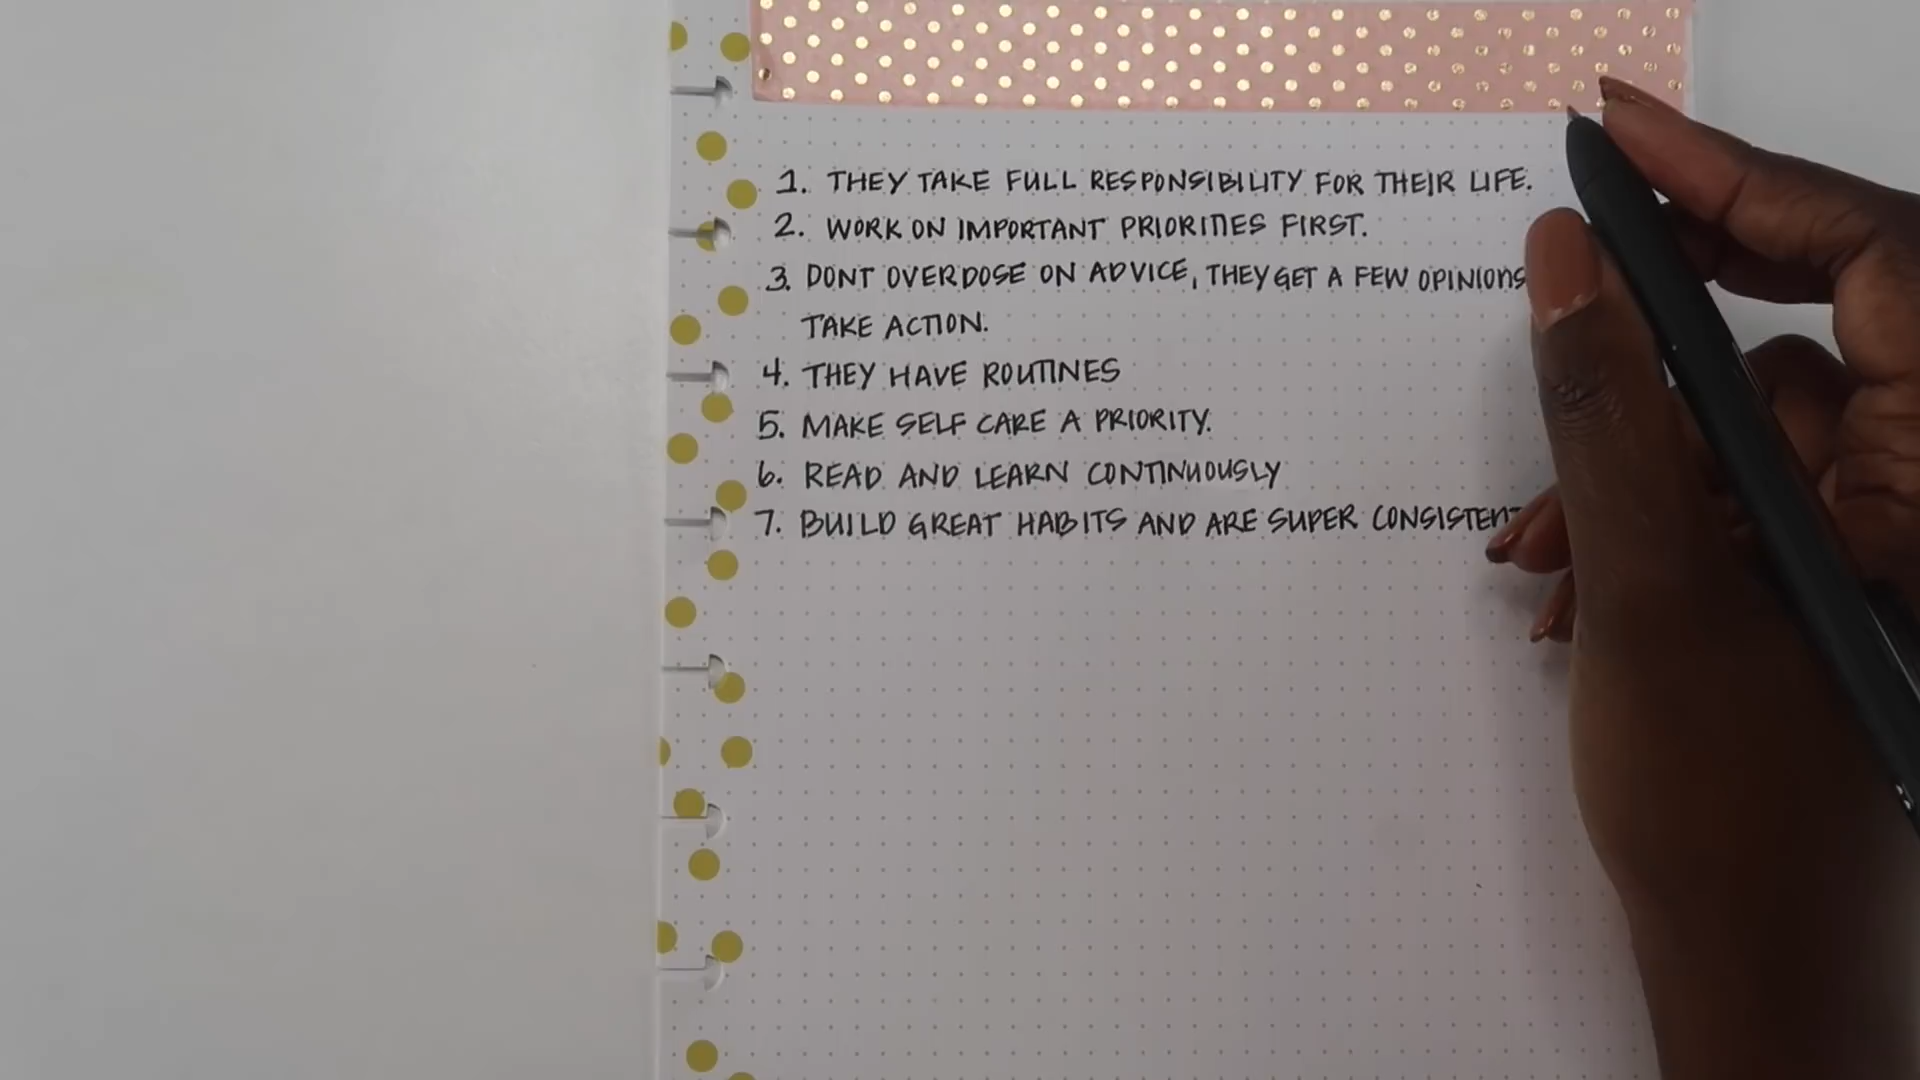 1. THEY TAKE FULL RESPONSIBILITY FOR THEIR LIFE.
2. WORK ON IMPORTANT PRIORITIES FIRST.
3. DONT OVERDOSE ON ADVICE, THEY GET A FEW OPINIONS
TAKE ACTION.
4. THEY HAVE ROUTINES
5. MAKE SELF CARE A PRIORITY.
6. READ AND LEARN CONTINUOUSLY
7. BUILD GREAT HABITS AND ARE SUPER CONSISTENT